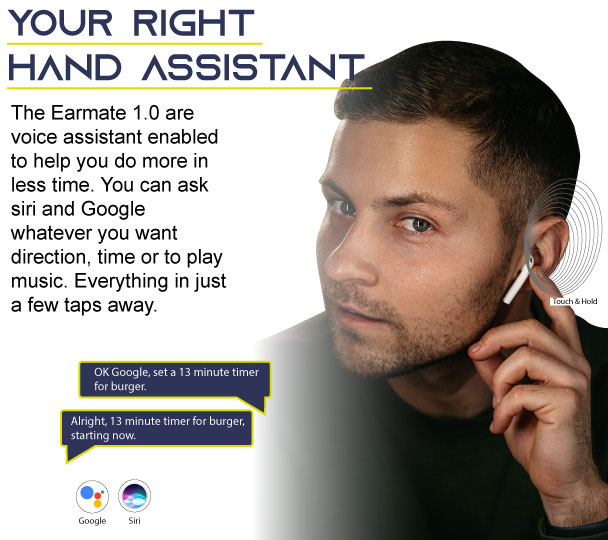 YOUR RIGHT
HAND ASSISTANT
The Earmate 1.0 are
voice assistant enabled
to help you do more in
less time. You can ask
siri and Google
whatever you want
direction, time or to play
music. Everything in just
a few taps away.
Touch & Hold
OK Google, set a 13 minute timer
for burger.
Alright, 13 minute timer for burger,
starting now.
Google
Siri